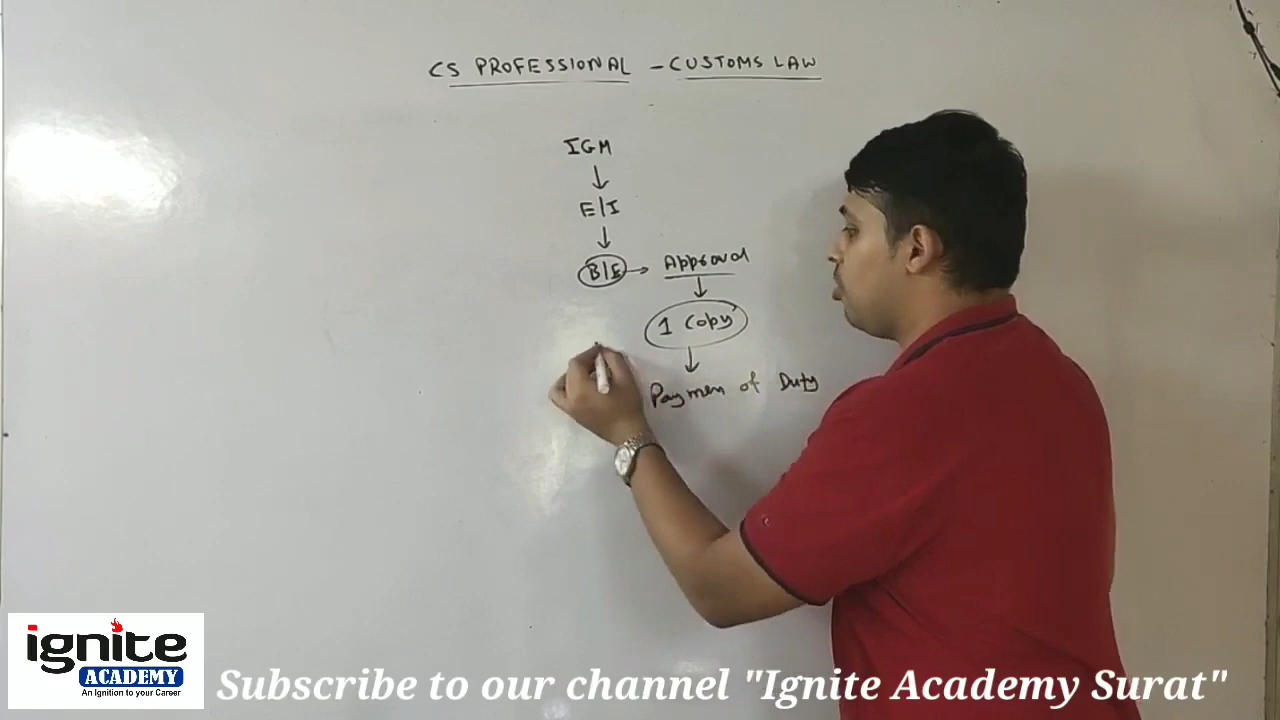 CS PROFESSIONAL - CUSTOMS LAW
IGM
E/I
B/E → Approval
1 Copy
Paymen of Duty
ignite
ACADEMY
An Ignition to your Career
Subscribe to our channel "Ignite Academy Surat"